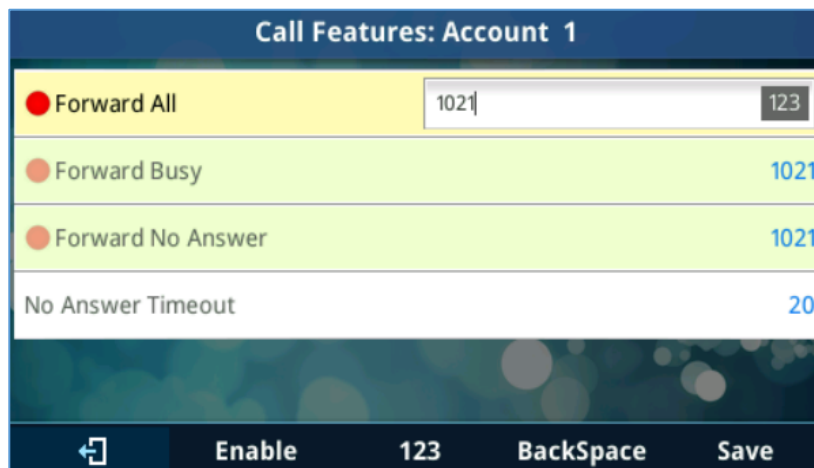 Call Features: Account 1
Forward All 1021 123
Forward Busy 1021
Forward No Answer 1021
No Answer Timeout 20
Enable 123 BackSpace Save